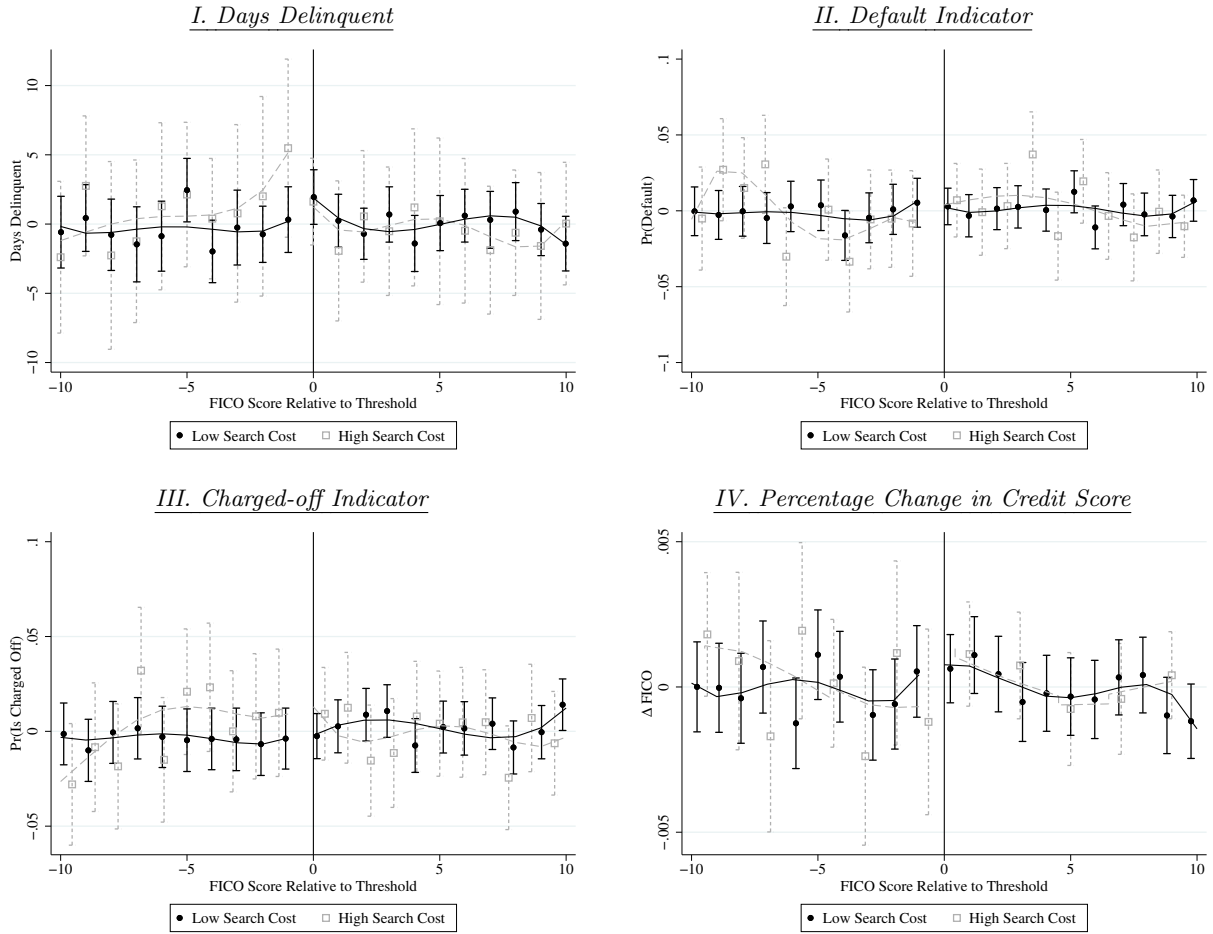 I. Days Delinquent
Days Delinquent
10
5
0
−5
−10
−10
−5
0
5
10
FICO Score Relative to Threshold
Low Search Cost
High Search Cost
II. Default Indicator
Pr(Default)
.1
.05
0
−.05
−.1
−10
−5
0
5
10
FICO Score Relative to Threshold
Low Search Cost
High Search Cost
III. Charged-off Indicator
Pr(Is Charged Off)
.1
.05
0
−.05
−10
−5
0
5
10
FICO Score Relative to Threshold
Low Search Cost
High Search Cost
IV. Percentage Change in Credit Score
Δ FICO
.005
0
−.005
−10
−5
0
5
10
FICO Score Relative to Threshold
Low Search Cost
High Search Cost